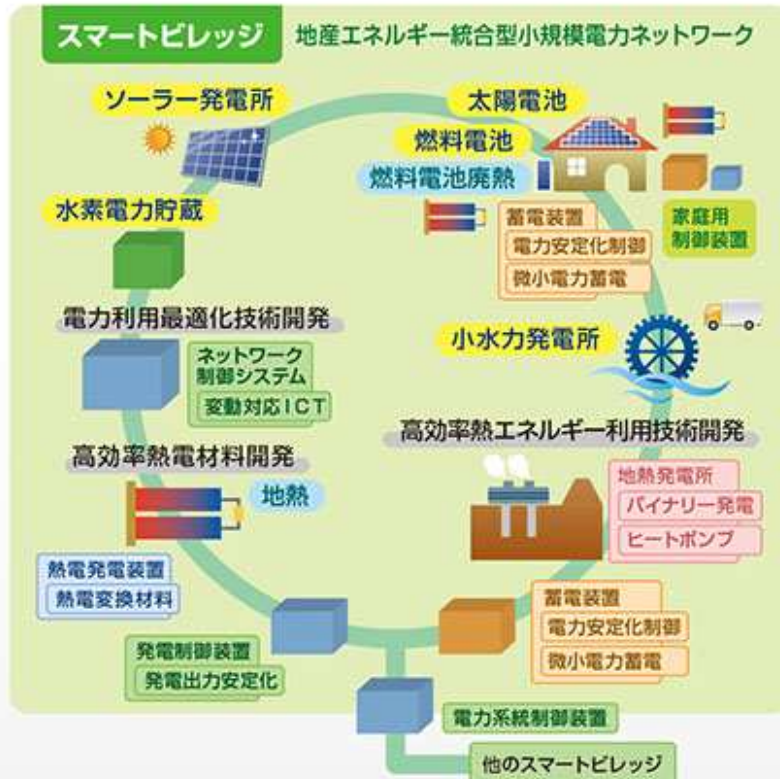 スマートビレッジ
地産エネルギー統合型小規模電力ネットワーク
ソーラー発電所
太陽電池
燃料電池
燃料電池廃熱
水素電力貯蔵
蓄電装置
電力安定化制御
微小電力蓄電
家庭用
制御装置
電力利用最適化技術開発
ネットワーク
制御システム
変動対応ICT
小水力発電所
高効率熱電材料開発
地熱
高効率熱エネルギー利用技術開発
地熱発電所
バイナリー発電
ヒートポンプ
熱電発電装置
熱電変換材料
蓄電装置
電力安定化制御
微小電力蓄電
発電制御装置
発電出力安定化
電力系統制御装置
他のスマートビレッジ